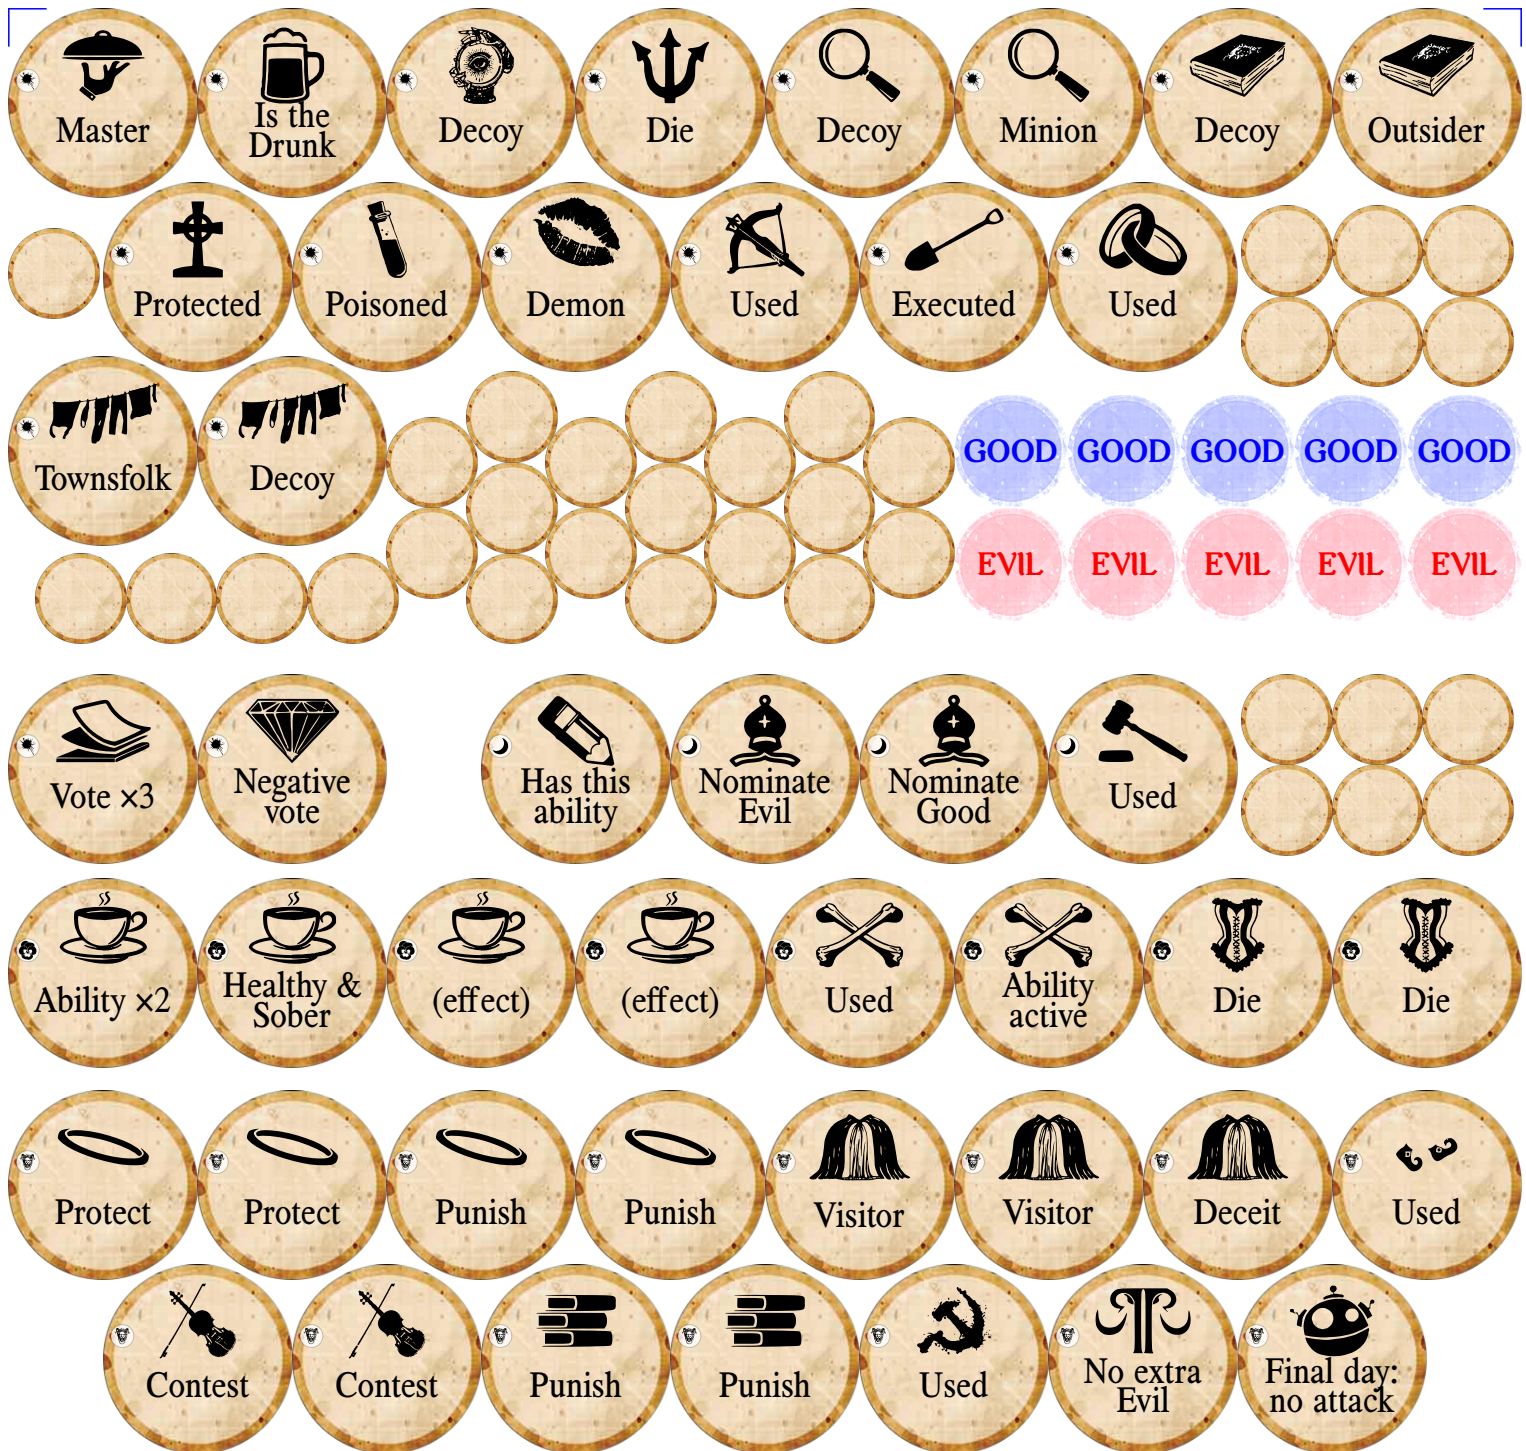 Master
Is the
Drunk
Decoy
Die
Decoy
Minion
Decoy
Outsider
Protected
Poisoned
Demon
Used
Executed
Used
Townsfolk
Decoy
GOOD
GOOD
GOOD
GOOD
GOOD
EVIL
EVIL
EVIL
EVIL
EVIL
Vote ×3
Negative
vote
Has this
ability
Nominate
Evil
Nominate
Good
Used
Ability ×2
Healthy &
Sober
(effect)
(effect)
Used
Ability
active
Die
Die
Protect
Protect
Punish
Punish
Visitor
Visitor
Deceit
Used
Contest
Contest
Punish
Punish
Used
No extra
Evil
Final day:
no attack